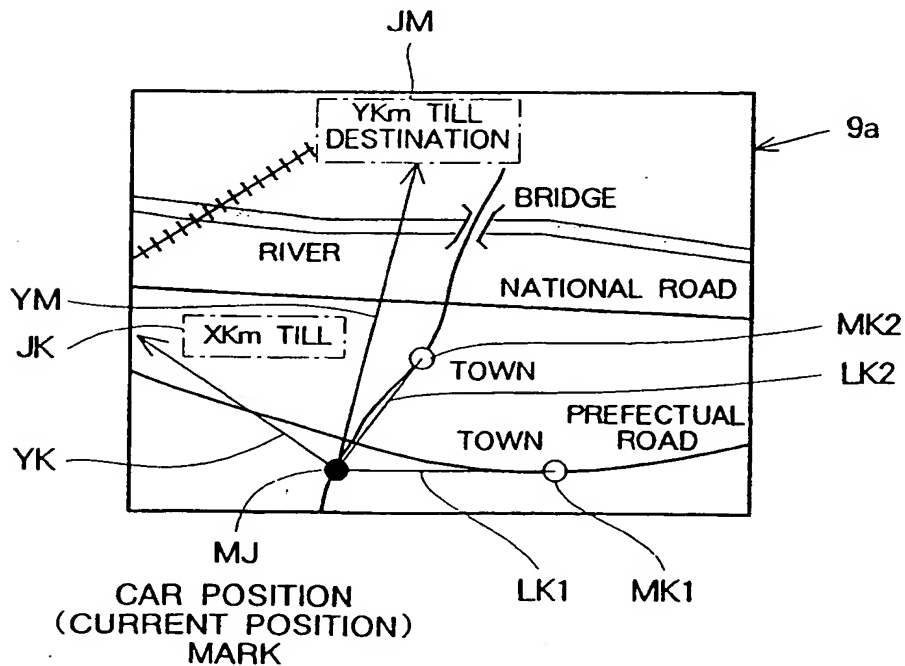 JM
YKm TILL
DESTINATION
9a
BRIDGE
RIVER
NATIONAL ROAD
YM
JK
XKm TILL
MK2
TOWN
LK2
PREFECTUAL
ROAD
TOWN
YK
MJ
LK1
MK1
CAR POSITION
(CURRENT POSITION)
MARK